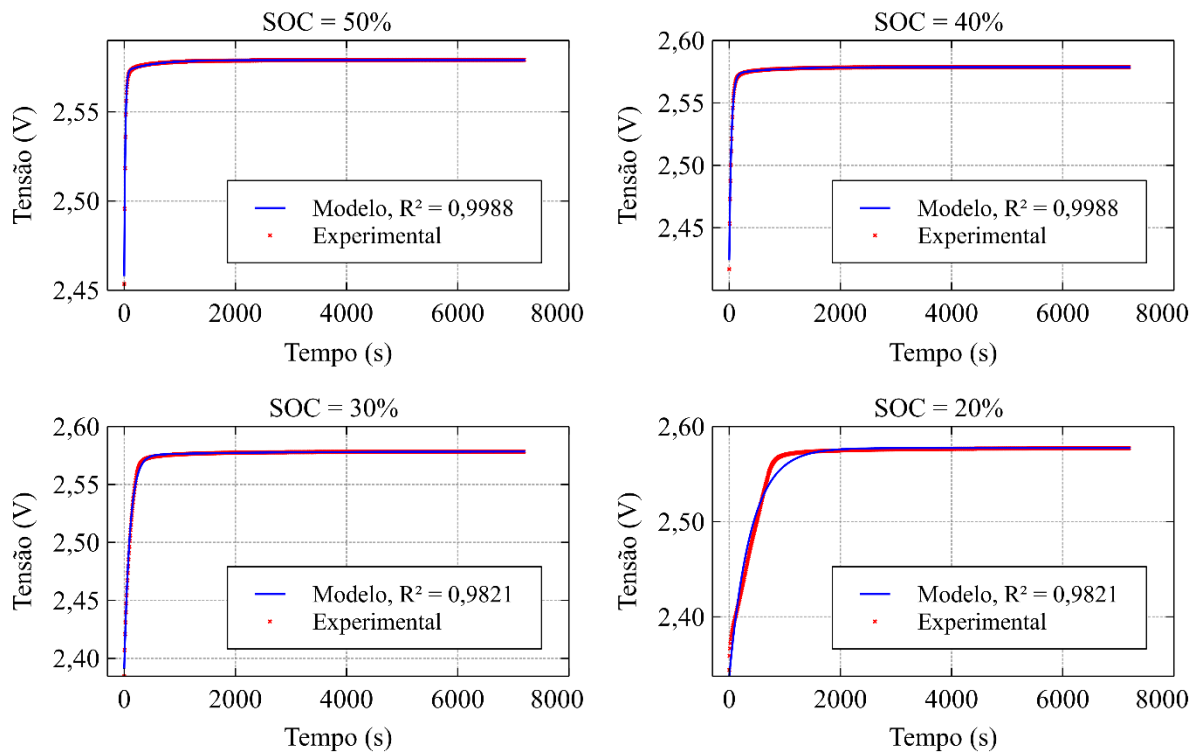 SOC = 50%
Tensão (V)
2,55
2,50
2,45
Modelo, R² = 0,9988
Experimental
0 2000 4000 6000 8000
Tempo (s)
SOC = 40%
Tensão (V)
2,60
2,55
2,50
2,45
Modelo, R² = 0,9988
Experimental
0 2000 4000 6000 8000
Tempo (s)
SOC = 30%
Tensão (V)
2,60
2,55
2,50
2,45
2,40
Modelo, R² = 0,9821
Experimental
0 2000 4000 6000 8000
Tempo (s)
SOC = 20%
Tensão (V)
2,60
2,50
2,40
Modelo, R² = 0,9821
Experimental
0 2000 4000 6000 8000
Tempo (s)